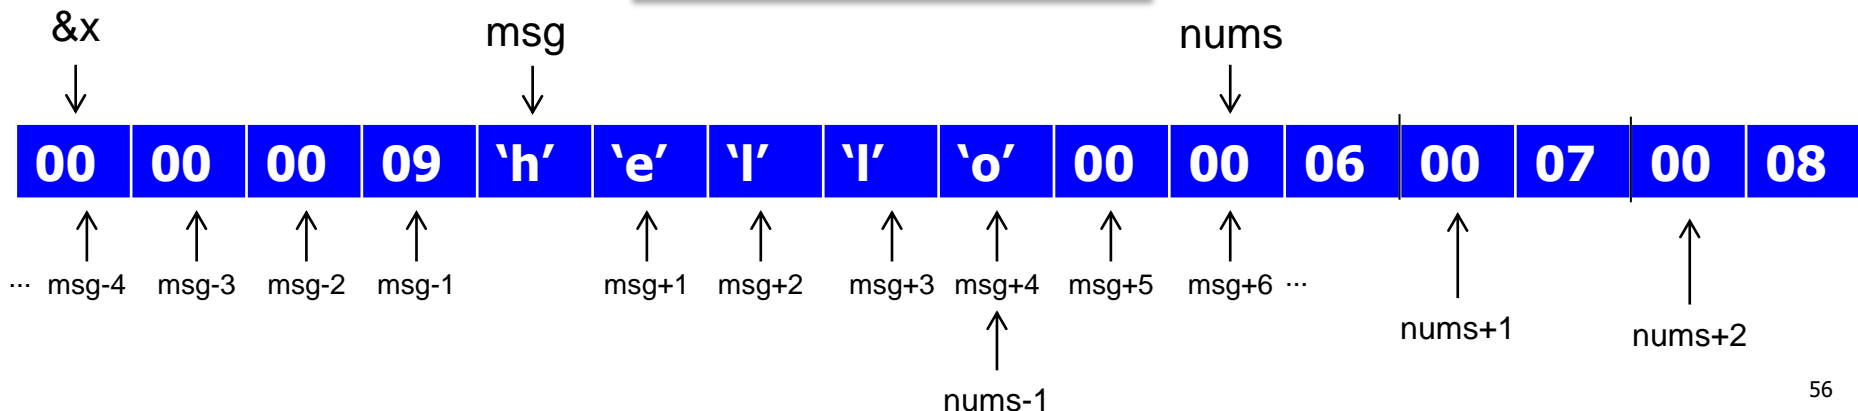 &x msg nums
00 00 00 09 ‘h’ ‘e’ ‘l’ ‘l’ ‘o’ 00 00 06 00 07 00 08
... msg-4 msg-3 msg-2 msg-1 msg+1 msg+2 msg+3 msg+4 msg+5 msg+6 ...
nums+1 nums+2
nums-1
56